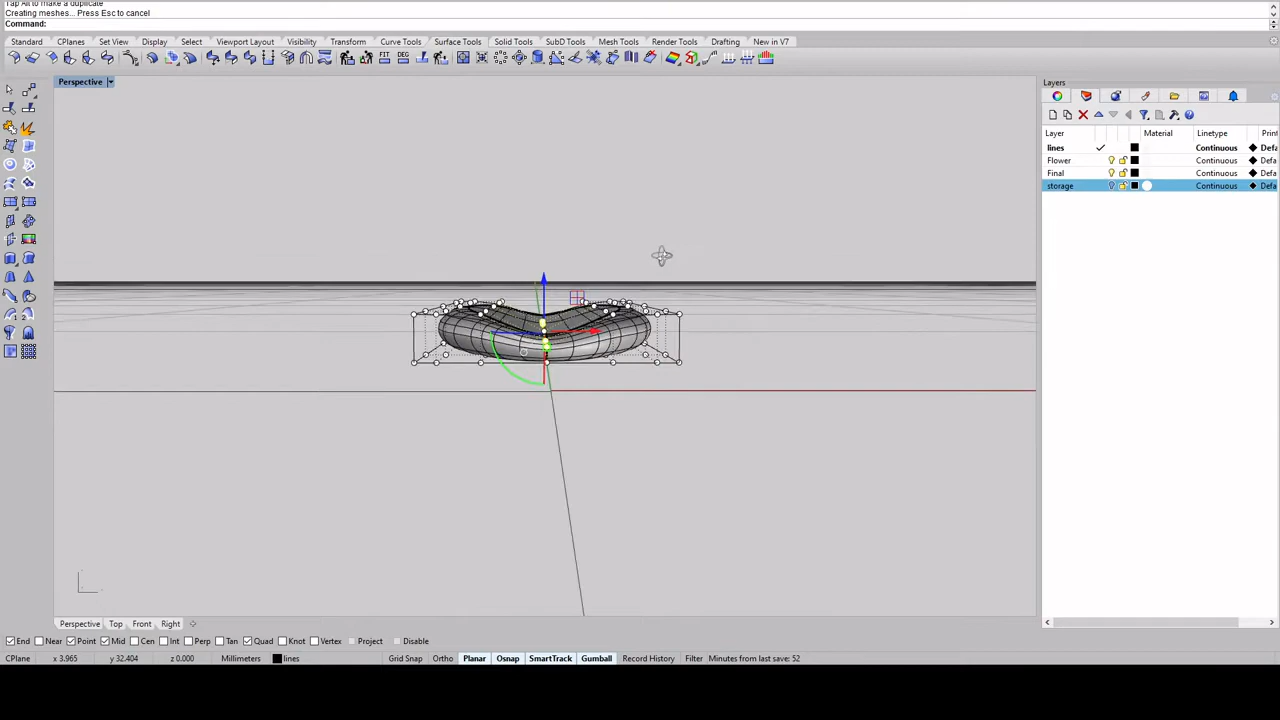 Tap Alt to make a duplicate
Creating meshes... Press Esc to cancel
Command:
Standard CPlanes Set View Display Select Viewport Layout Visibility Transform Curve Tools Surface Tools Solid Tools SubD Tools Mesh Tools Render Tools Drafting New in V7
Perspective
Layers
Layer Material Linetype Print
lines Continuous Defa
Flower Continuous Defa
Final Continuous Defa
storage Continuous Defa
Perspective Top Front Right
End Near Point Mid Cen Int Perp Tan Quad Knot Vertex Project Disable
CPlane x 3.965 y 32.404 z 0.000 Millimeters lines Grid Snap Ortho Planar Osnap SmartTrack Gumball Record History Filter Minutes from last save: 52